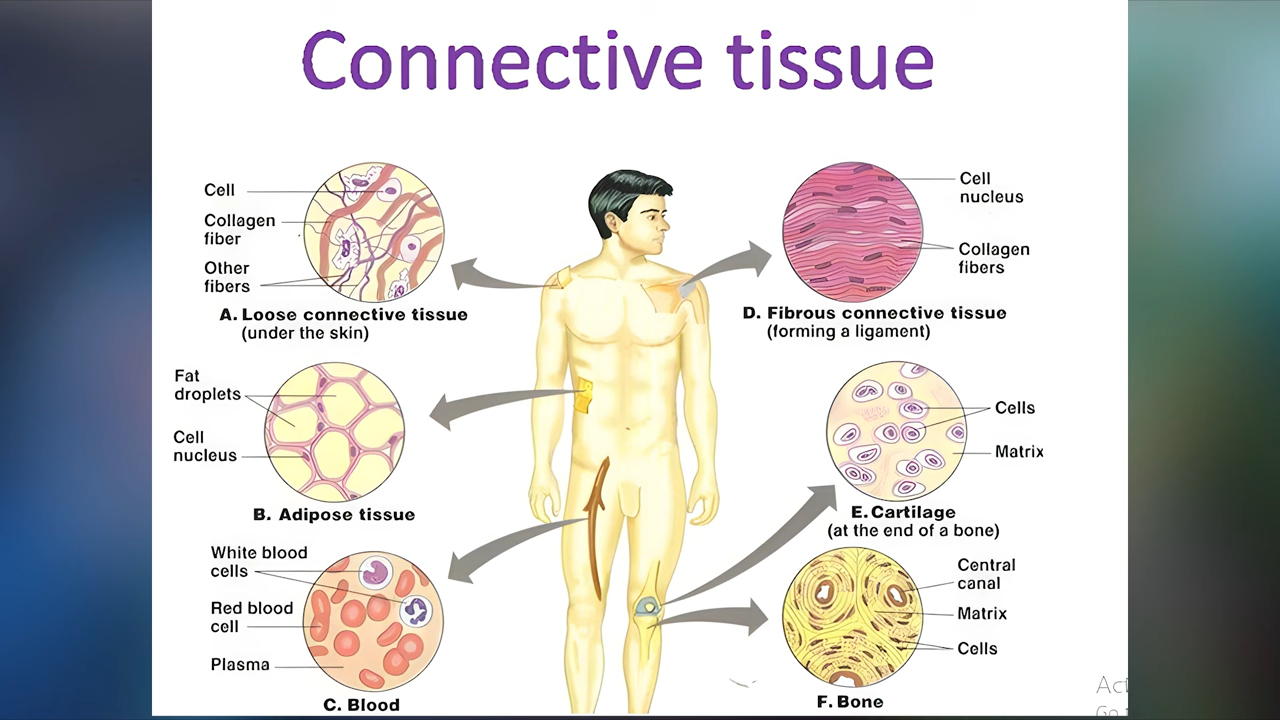 Connective tissue
Cell
Collagen
fiber
Other
fibers
A. Loose connective tissue
(under the skin)
Fat
droplets
Cell
nucleus
B. Adipose tissue
White blood
cells
Red blood
cell
Plasma
C. Blood
Cell
nucleus
Collagen
fibers
D. Fibrous connective tissue
(forming a ligament)
Cells
Matrix
E. Cartilage
(at the end of a bone)
Central
canal
Matrix
Cells
F. Bone